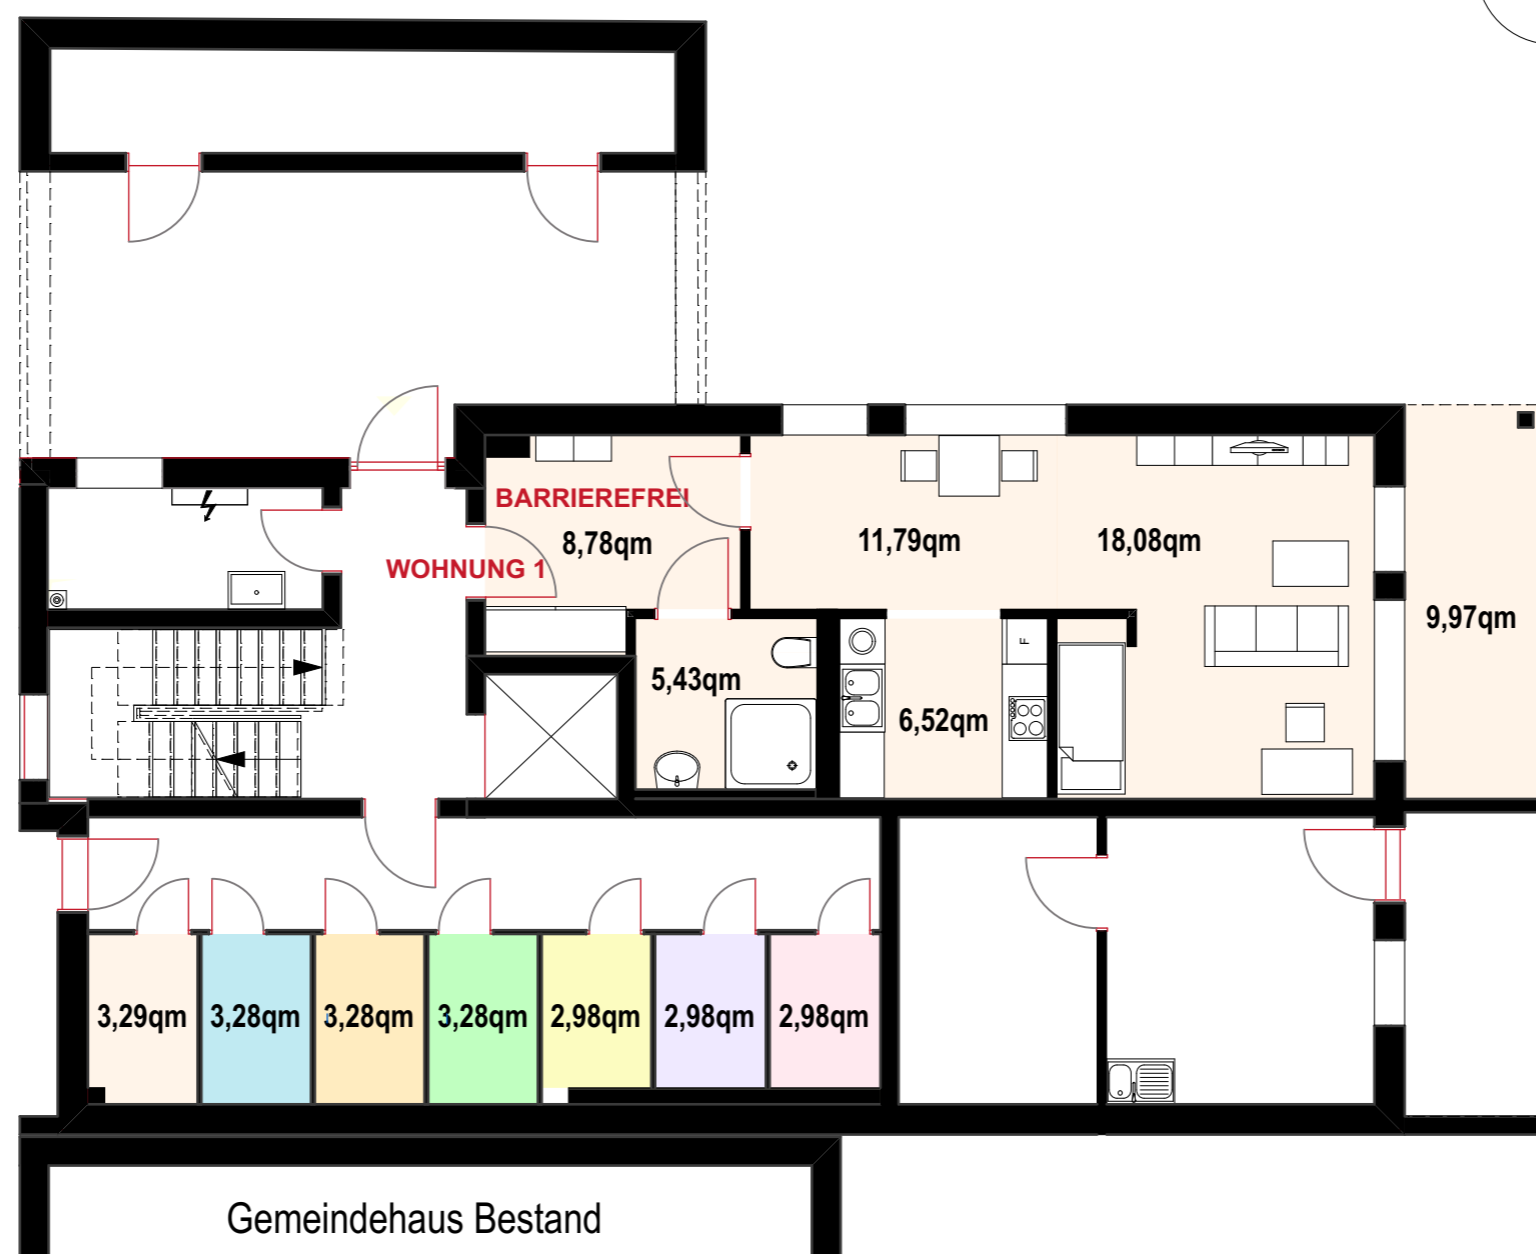 BARRIEREFREI
8,78qm
WOHNUNG 1
11,79qm
18,08qm
9,97qm
5,43qm
6,52qm
F
3,29qm
3,28qm
3,28qm
3,28qm
2,98qm
2,98qm
2,98qm
Gemeindehaus Bestand